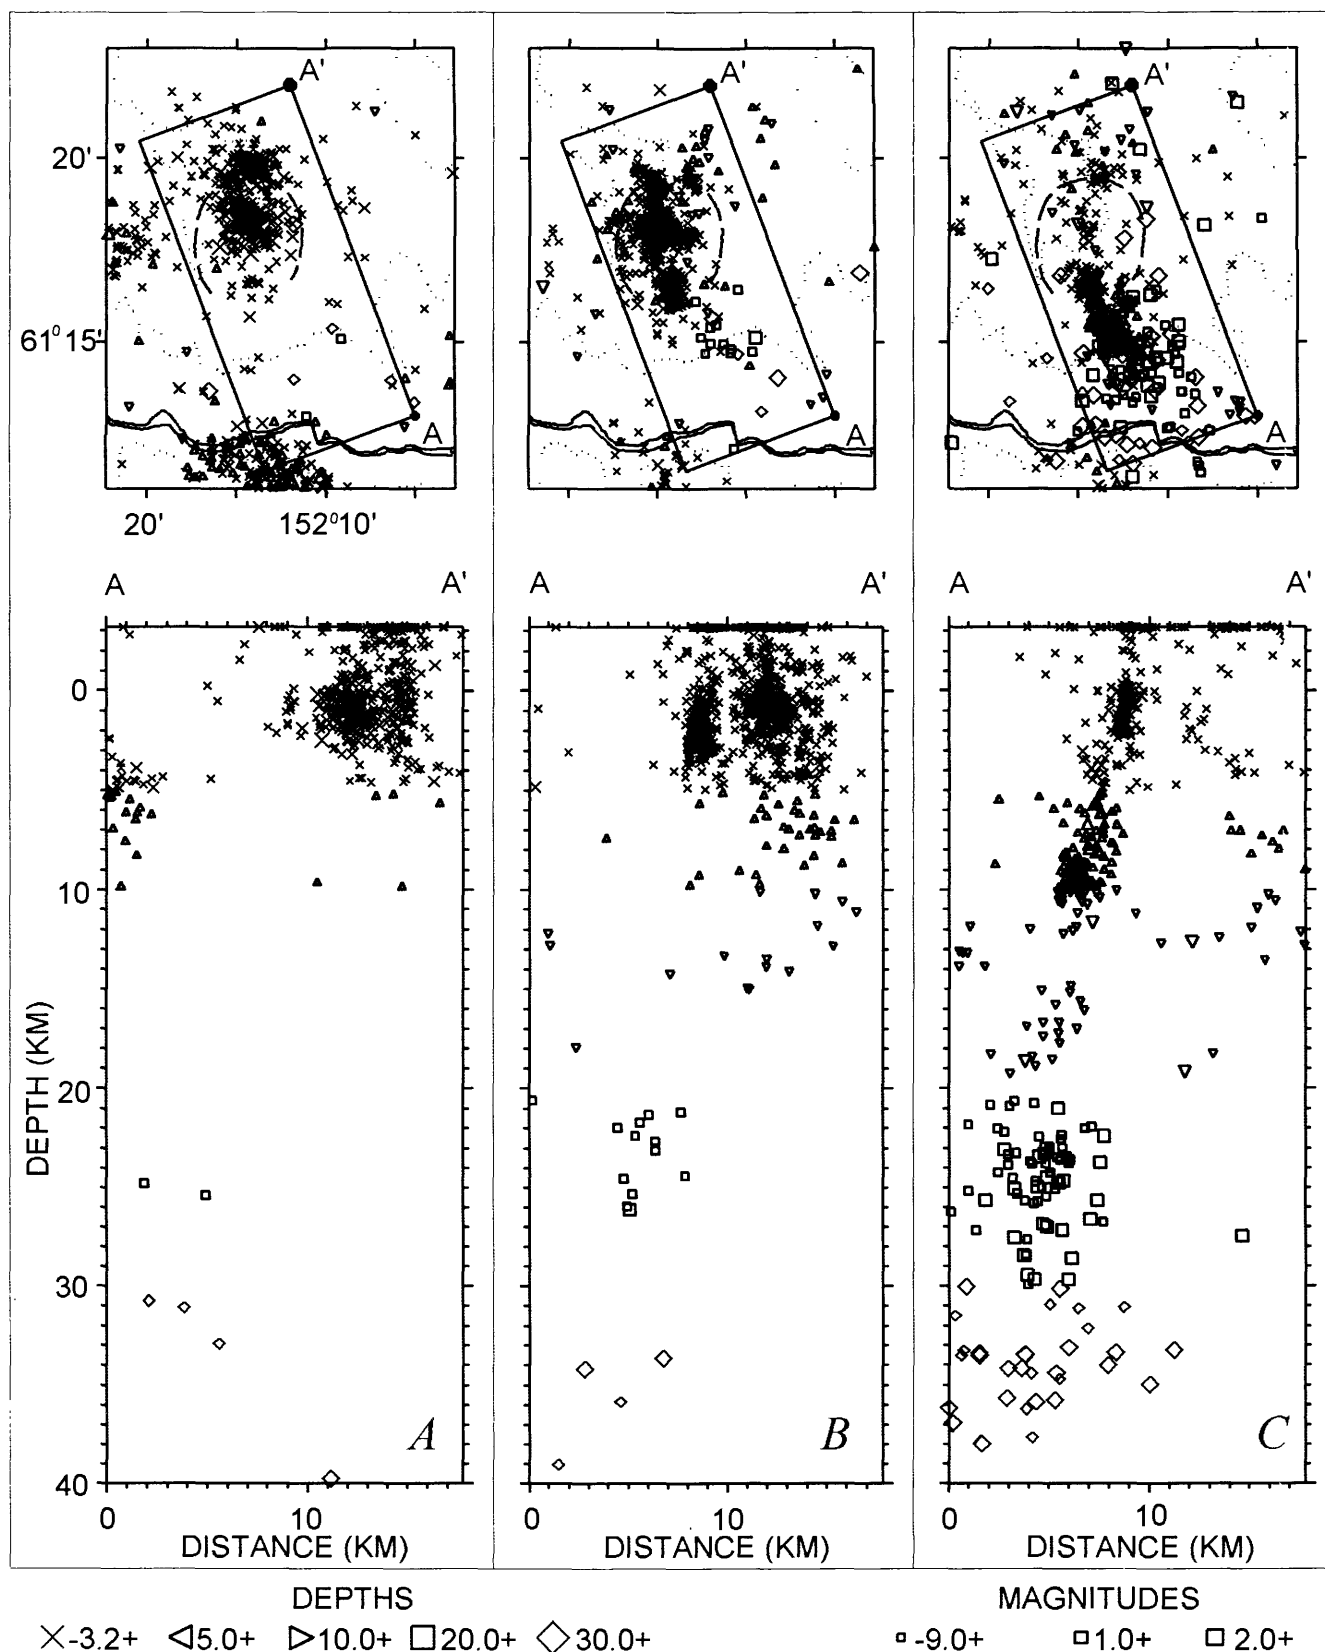 A'
A'
A'
20'
61° 15'
A
A
A
20'
152° 10'
A A'
A A'
A A'
0
10
20
30
40
DEPTH (KM)
A
B
C
0 10
0 10
0 10
DISTANCE (KM)
DISTANCE (KM)
DISTANCE (KM)
DEPTHS
MAGNITUDES
-3.2+ 5.0+ 10.0+ 20.0+ 30.0+
-9.0+ 1.0+ 2.0+